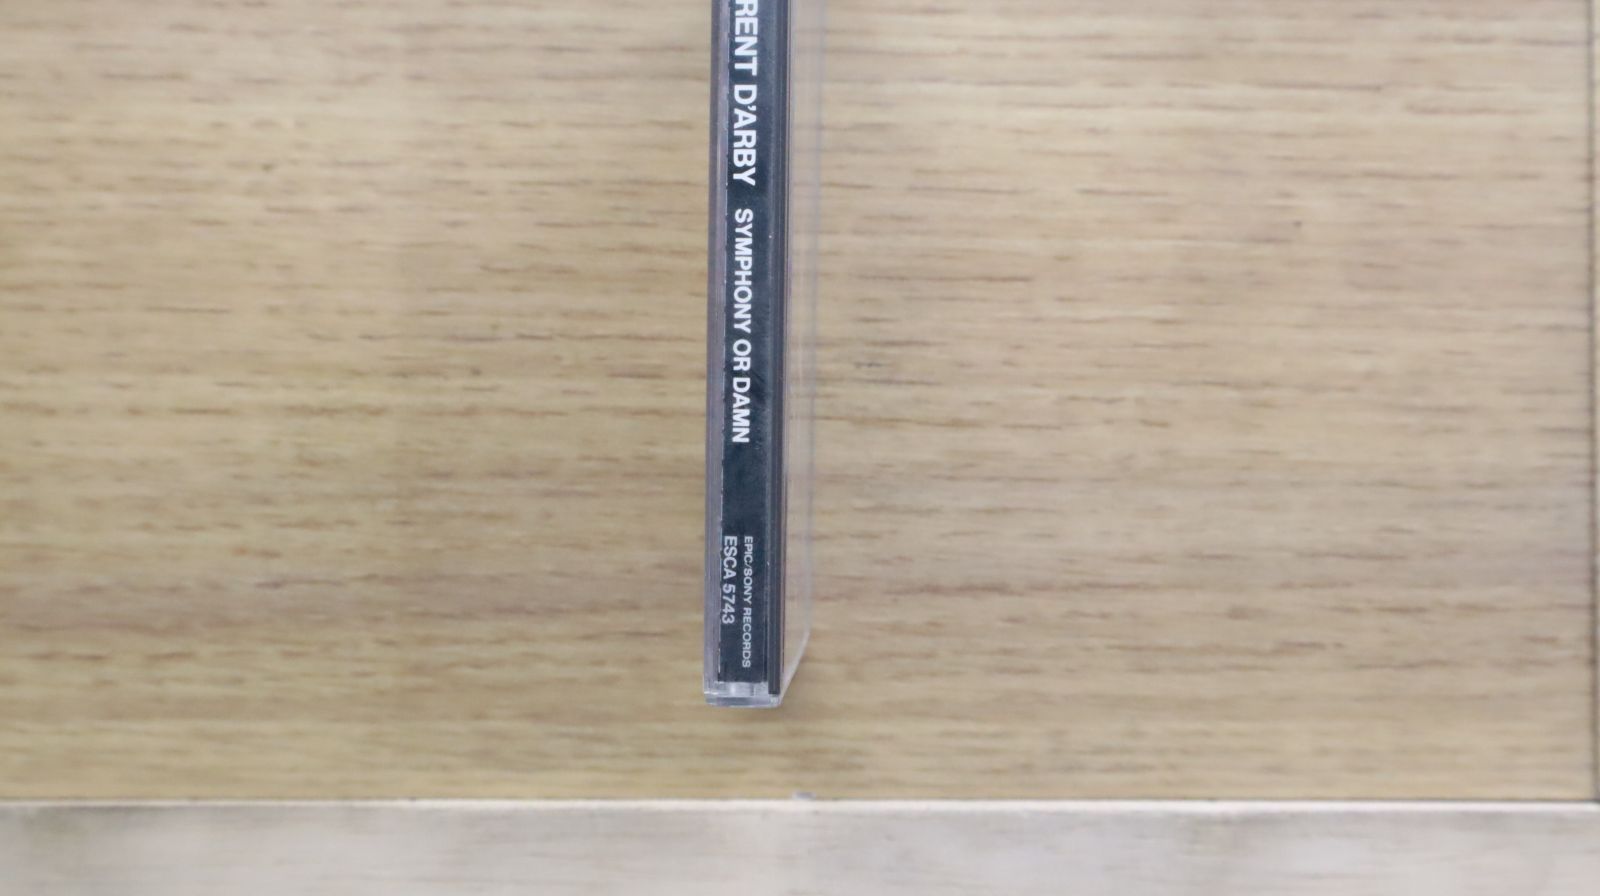 RENT D'ARBY SYMPHONY OR DAMN
EPIC/SONY RECORDS
ESCA 5743